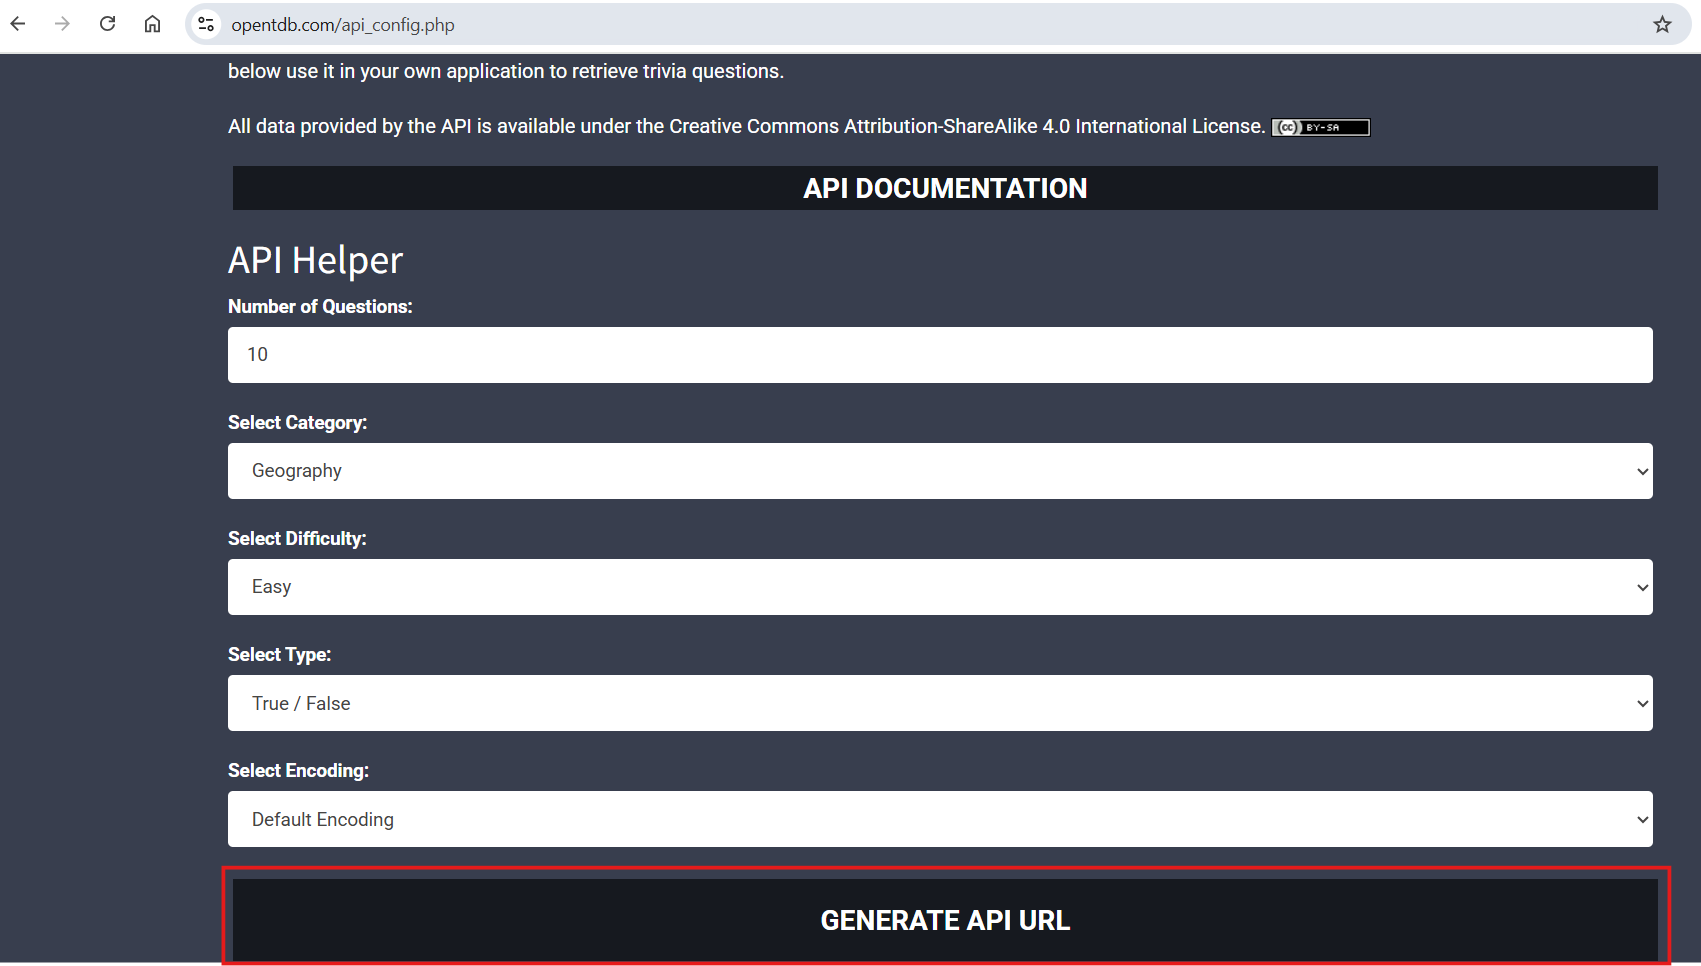 opentdb.com/api_config.php
below use it in your own application to retrieve trivia questions.
All data provided by the API is available under the Creative Commons Attribution-ShareAlike 4.0 International License. cc BY-SA
API DOCUMENTATION
API Helper
Number of Questions:
10
Select Category:
Geography
Select Difficulty:
Easy
Select Type:
True / False
Select Encoding:
Default Encoding
GENERATE API URL